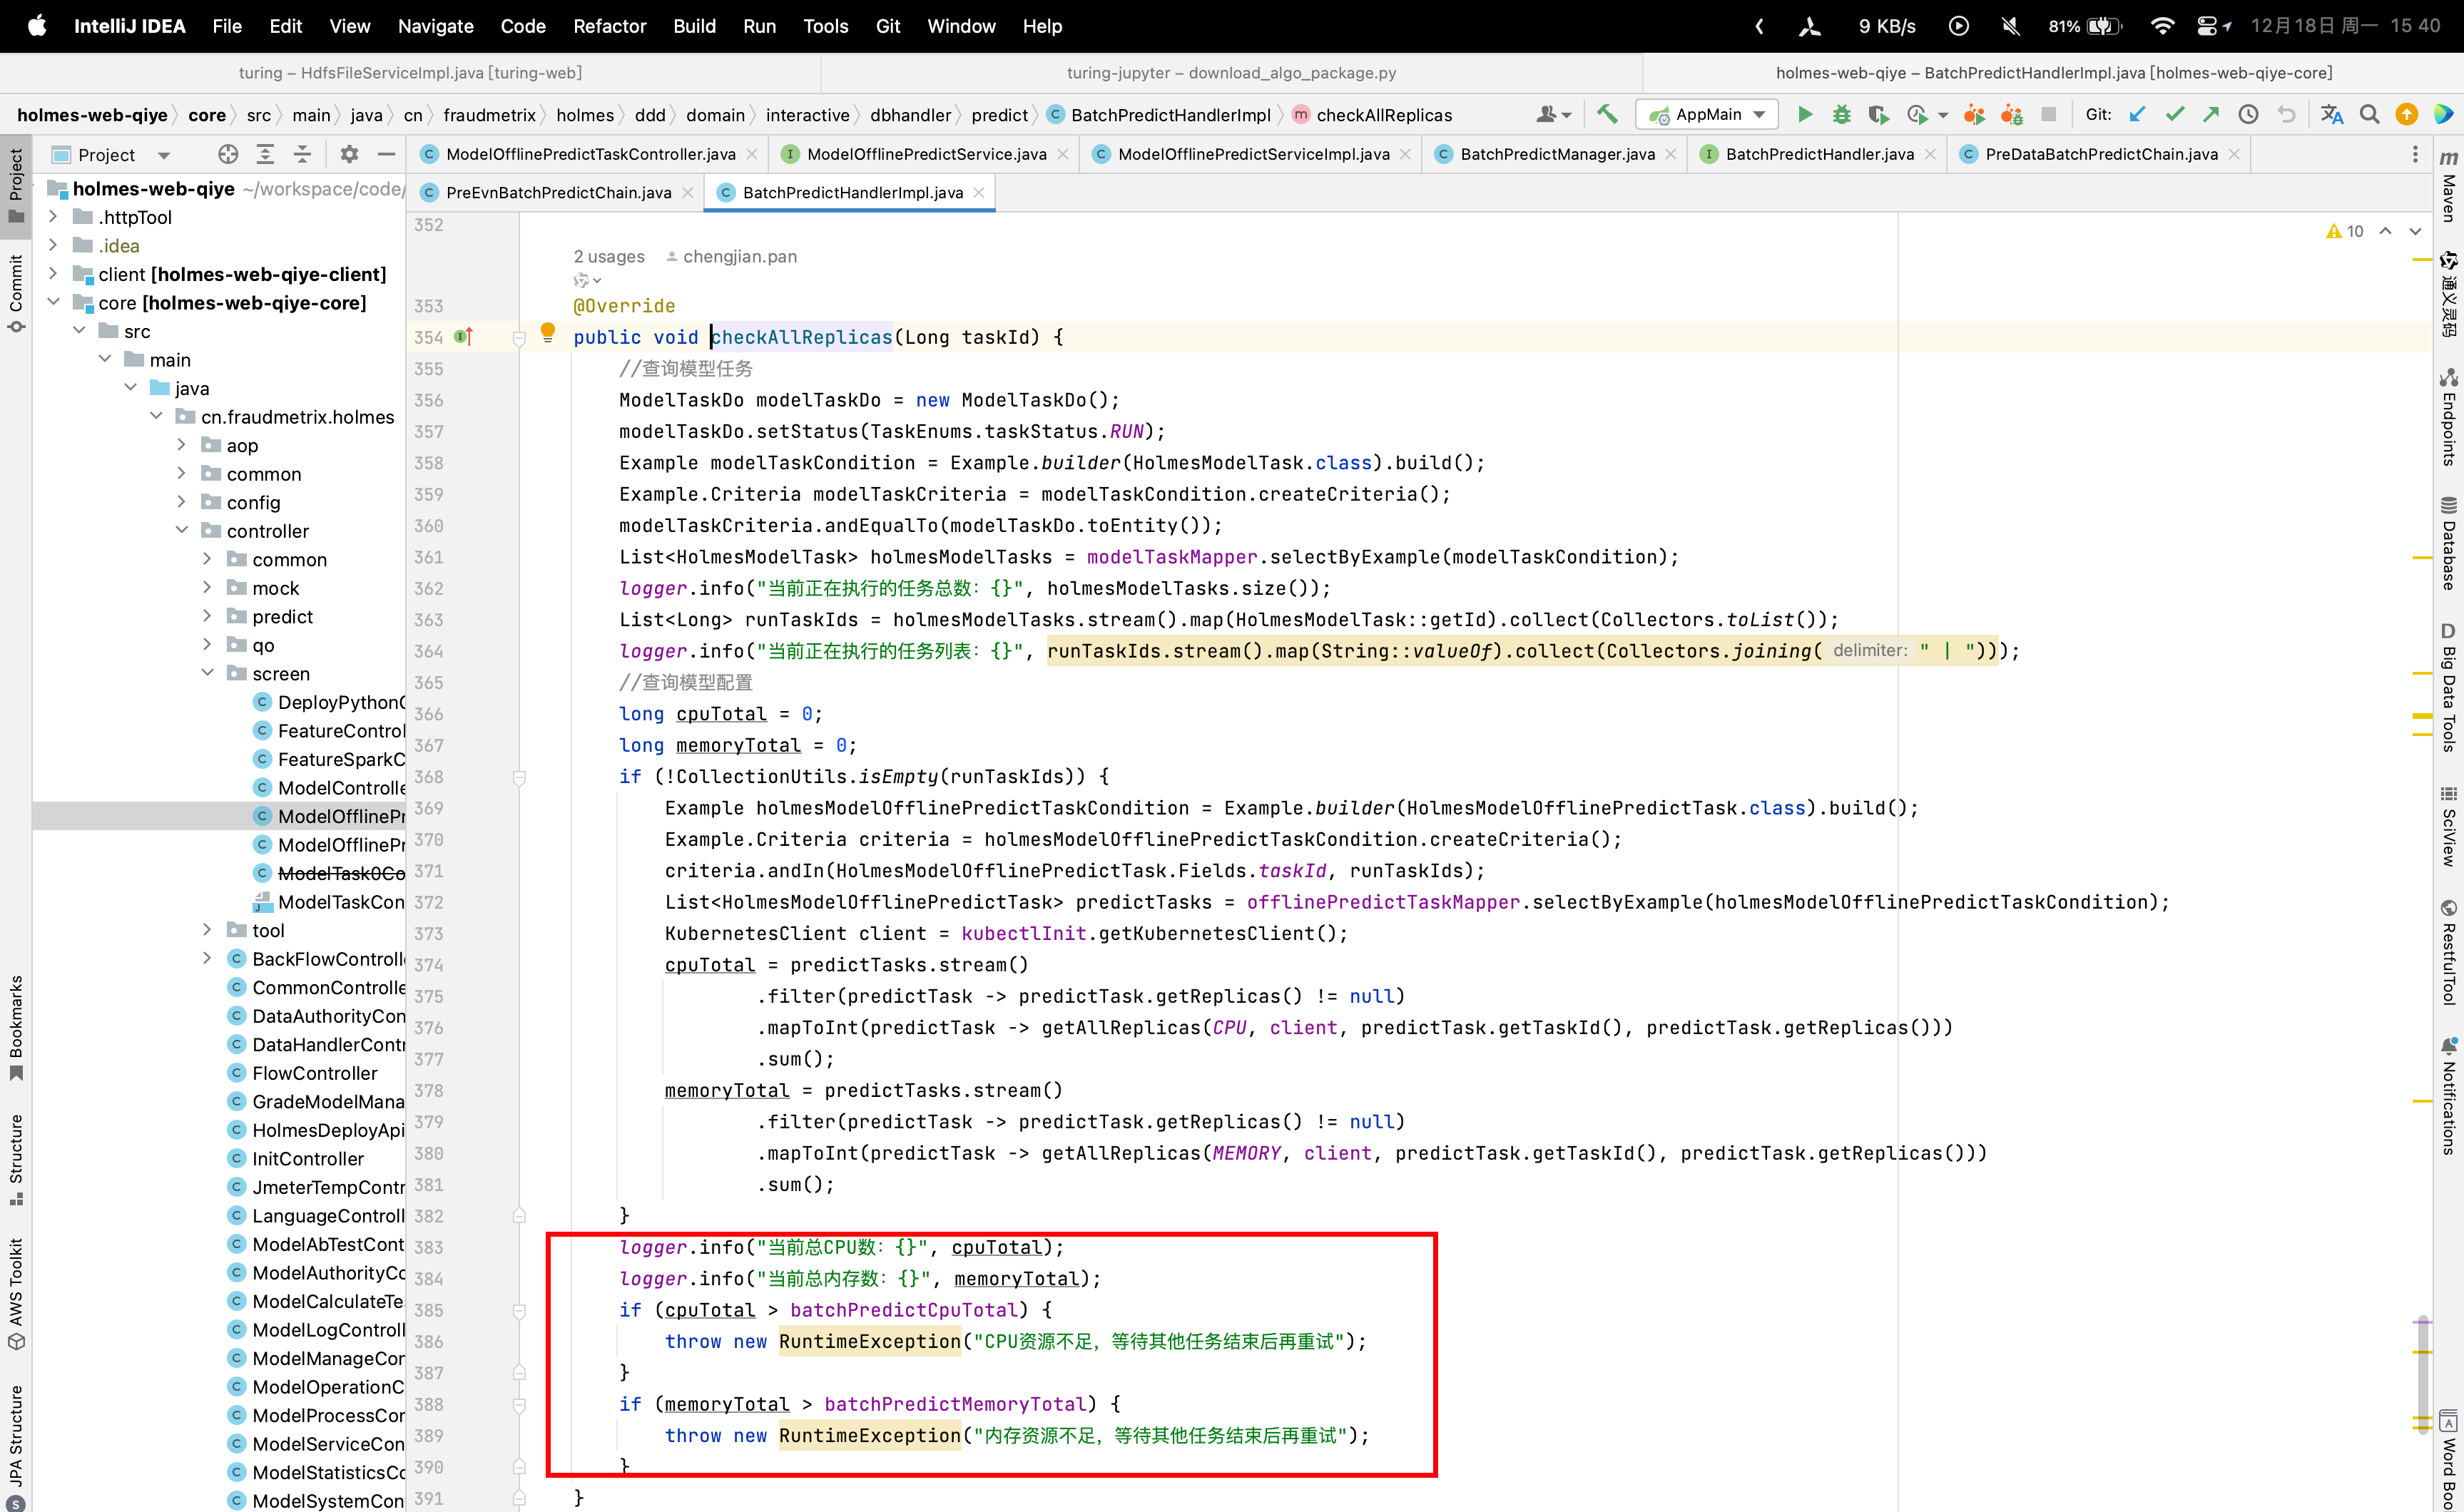 IntelliJ IDEA File Edit View Navigate Code Refactor Build Run Tools Git Window Help 9 KB/s 81% 12月18日 周一 15 40
turing – HdfsFileServiceImpl.java [turing-web] turing-jupyter – download_algo_package.py holmes-web-qiye – BatchPredictHandlerImpl.java [holmes-web-qiye-core]
holmes-web-qiye core src main java cn fraudmetrix holmes ddd domain interactive dbhandler predict BatchPredictHandlerImpl checkAllReplicas AppMain Git:
Project
ModelOfflinePredictTaskController.java ModelOfflinePredictService.java ModelOfflinePredictServiceImpl.java BatchPredictManager.java BatchPredictHandler.java PreDataBatchPredictChain.java
PreEvnBatchPredictChain.java BatchPredictHandlerImpl.java
Project
Commit
Bookmarks
Structure
AWS Toolkit
JPA Structure
holmes-web-qiye ~/workspace/code/
.httpTool
.idea
client [holmes-web-qiye-client]
core [holmes-web-qiye-core]
src
main
java
cn.fraudmetrix.holmes
aop
common
config
controller
common
mock
predict
qo
screen
DeployPythonC
FeatureControl
FeatureSparkC
ModelControlle
ModelOfflinePr
ModelOfflinePr
ModelTask0Co
ModelTaskCon
tool
BackFlowControlle
CommonControlle
DataAuthorityCon
DataHandlerContr
FlowController
GradeModelMana
HolmesDeployApi
InitController
JmeterTempContr
LanguageControll
ModelAbTestCont
ModelAuthorityCo
ModelCalculateTe
ModelLogControll
ModelManageCor
ModelOperationC
ModelProcessCor
ModelServiceCon
ModelStatisticsCo
ModelSystemCon
10
352
2 usages chengjian.pan
353 @Override
354 public void checkAllReplicas(Long taskId) {
355 //查询模型任务
356 ModelTaskDo modelTaskDo = new ModelTaskDo();
357 modelTaskDo.setStatus(TaskEnums.taskStatus.RUN);
358 Example modelTaskCondition = Example.builder(HolmesModelTask.class).build();
359 Example.Criteria modelTaskCriteria = modelTaskCondition.createCriteria();
360 modelTaskCriteria.andEqualTo(modelTaskDo.toEntity());
361 List<HolmesModelTask> holmesModelTasks = modelTaskMapper.selectByExample(modelTaskCondition);
362 logger.info("当前正在执行的任务总数：{}", holmesModelTasks.size());
363 List<Long> runTaskIds = holmesModelTasks.stream().map(HolmesModelTask::getId).collect(Collectors.toList());
364 logger.info("当前正在执行的任务列表：{}", runTaskIds.stream().map(String::valueOf).collect(Collectors.joining( delimiter: " | ")));
365 //查询模型配置
366 long cpuTotal = 0;
367 long memoryTotal = 0;
368 if (!CollectionUtils.isEmpty(runTaskIds)) {
369 Example holmesModelOfflinePredictTaskCondition = Example.builder(HolmesModelOfflinePredictTask.class).build();
370 Example.Criteria criteria = holmesModelOfflinePredictTaskCondition.createCriteria();
371 criteria.andIn(HolmesModelOfflinePredictTask.Fields.taskId, runTaskIds);
372 List<HolmesModelOfflinePredictTask> predictTasks = offlinePredictTaskMapper.selectByExample(holmesModelOfflinePredictTaskCondition);
373 KubernetesClient client = kubectlInit.getKubernetesClient();
374 cpuTotal = predictTasks.stream()
375 .filter(predictTask -> predictTask.getReplicas() != null)
376 .mapToInt(predictTask -> getAllReplicas(CPU, client, predictTask.getTaskId(), predictTask.getReplicas()))
377 .sum();
378 memoryTotal = predictTasks.stream()
379 .filter(predictTask -> predictTask.getReplicas() != null)
380 .mapToInt(predictTask -> getAllReplicas(MEMORY, client, predictTask.getTaskId(), predictTask.getReplicas()))
381 .sum();
382 }
383 logger.info("当前总CPU数：{}", cpuTotal);
384 logger.info("当前总内存数：{}", memoryTotal);
385 if (cpuTotal > batchPredictCpuTotal) {
386 throw new RuntimeException("CPU资源不足，等待其他任务结束后再重试");
387 }
388 if (memoryTotal > batchPredictMemoryTotal) {
389 throw new RuntimeException("内存资源不足，等待其他任务结束后再重试");
390 }
391 }
Maven
通义灵码
Endpoints
Database
Big Data Tools
SciView
RestfulTool
Notifications
Word Boo